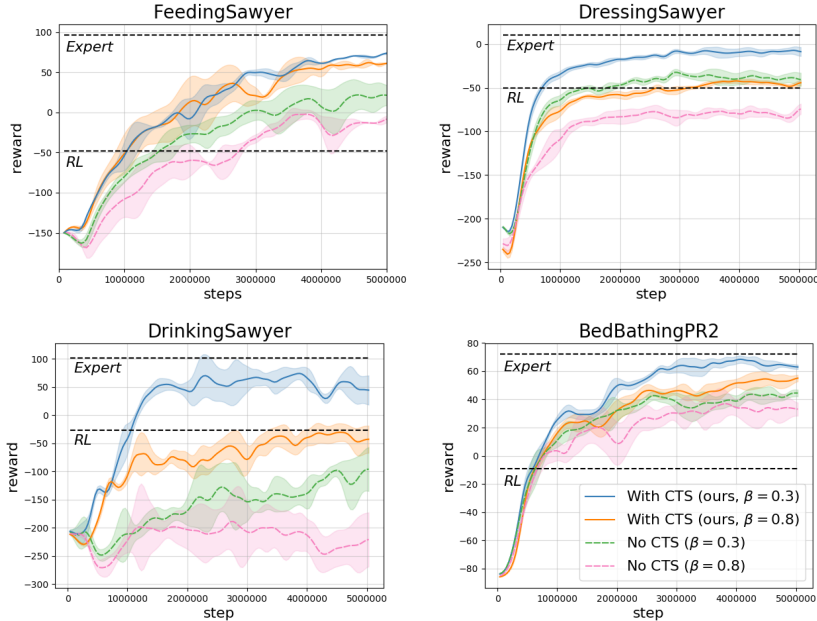 FeedingSawyer
100
50
0
−50
−100
−150
reward
Expert
RL
0
1000000
2000000
3000000
4000000
5000000
steps
DressingSawyer
0
−50
−100
−150
−200
−250
reward
Expert
RL
0
1000000
2000000
3000000
4000000
5000000
step
DrinkingSawyer
100
50
0
−50
−100
−150
−200
−250
−300
reward
Expert
RL
0
1000000
2000000
3000000
4000000
5000000
step
BedBathingPR2
80
60
40
20
0
−20
−40
−60
−80
reward
Expert
RL
With CTS (ours, β = 0.3)
With CTS (ours, β = 0.8)
No CTS (β = 0.3)
No CTS (β = 0.8)
0
1000000
2000000
3000000
4000000
5000000
step